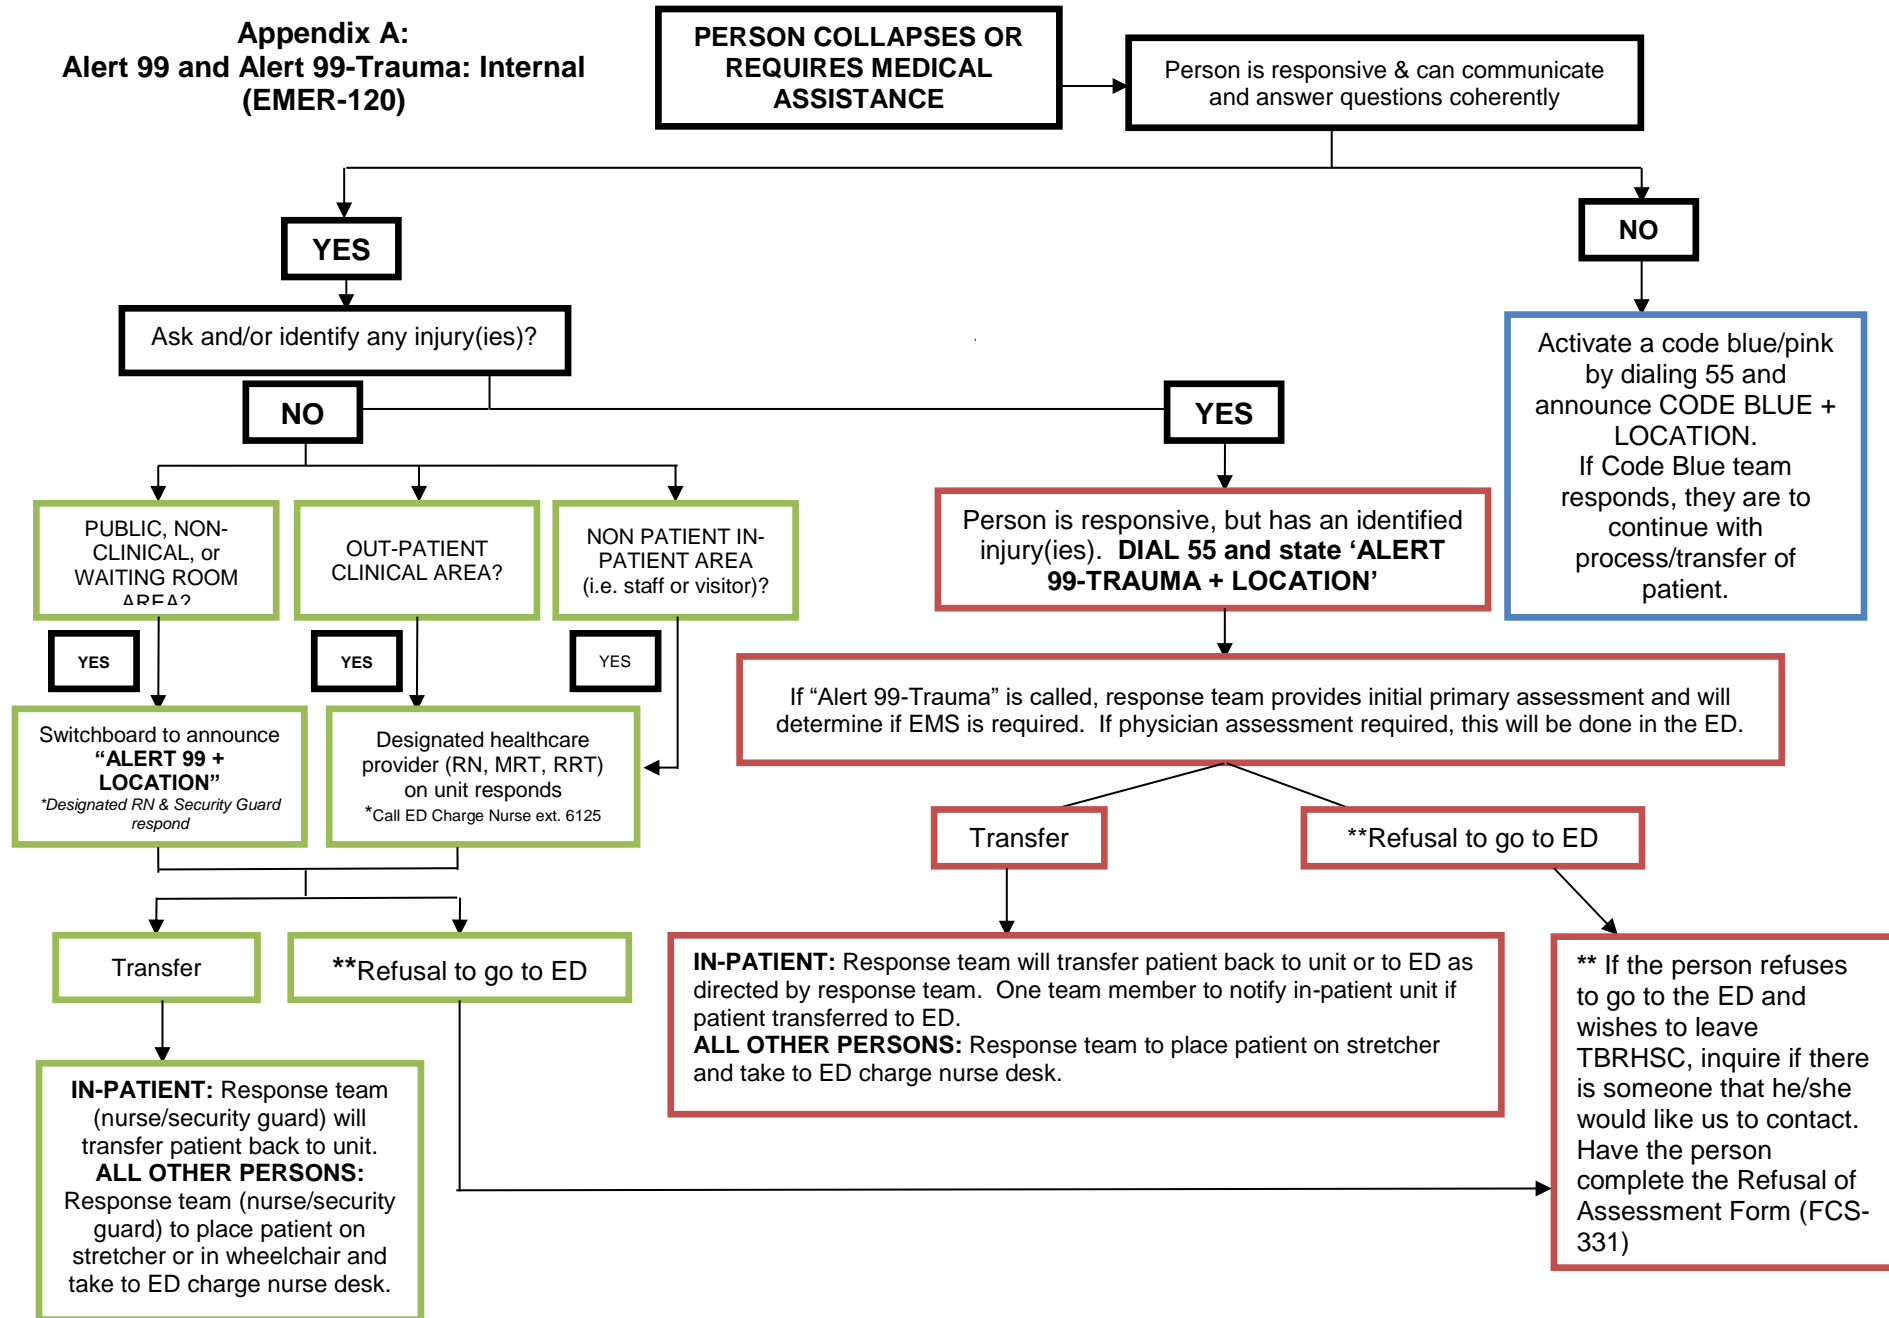 Appendix A:
Alert 99 and Alert 99-Trauma: Internal
(EMER-120)
PERSON COLLAPSES OR
REQUIRES MEDICAL
ASSISTANCE
Person is responsive & can communicate
and answer questions coherently
YES
NO
Ask and/or identify any injury(ies)?
NO
YES
Activate a code blue/pink
by dialing 55 and
announce CODE BLUE +
LOCATION.
If Code Blue team
responds, they are to
continue with
process/transfer of
patient.
PUBLIC, NON-
CLINICAL, or
WAITING ROOM
AREA?
OUT-PATIENT
CLINICAL AREA?
NON PATIENT IN-
PATIENT AREA
(i.e. staff or visitor)?
Person is responsive, but has an identified
injury(ies).  DIAL 55 and state ‘ALERT
99-TRAUMA + LOCATION’
YES
YES
YES
If “Alert 99-Trauma” is called, response team provides initial primary assessment and will
determine if EMS is required.  If physician assessment required, this will be done in the ED.
Switchboard to announce
“ALERT 99 +
LOCATION”
*Designated RN & Security Guard
respond
Designated healthcare
provider (RN, MRT, RRT)
on unit responds
*Call ED Charge Nurse ext. 6125
Transfer
**Refusal to go to ED
Transfer
**Refusal to go to ED
IN-PATIENT: Response team will transfer patient back to unit or to ED as
directed by response team.  One team member to notify in-patient unit if
patient transferred to ED.
ALL OTHER PERSONS: Response team to place patient on stretcher
and take to ED charge nurse desk.
** If the person refuses
to go to the ED and
wishes to leave
TBRHSC, inquire if there
is someone that he/she
would like us to contact.
Have the person
complete the Refusal of
Assessment Form (FCS-
331)
IN-PATIENT: Response team
(nurse/security guard) will
transfer patient back to unit.
ALL OTHER PERSONS:
Response team (nurse/security
guard) to place patient on
stretcher or in wheelchair and
take to ED charge nurse desk.